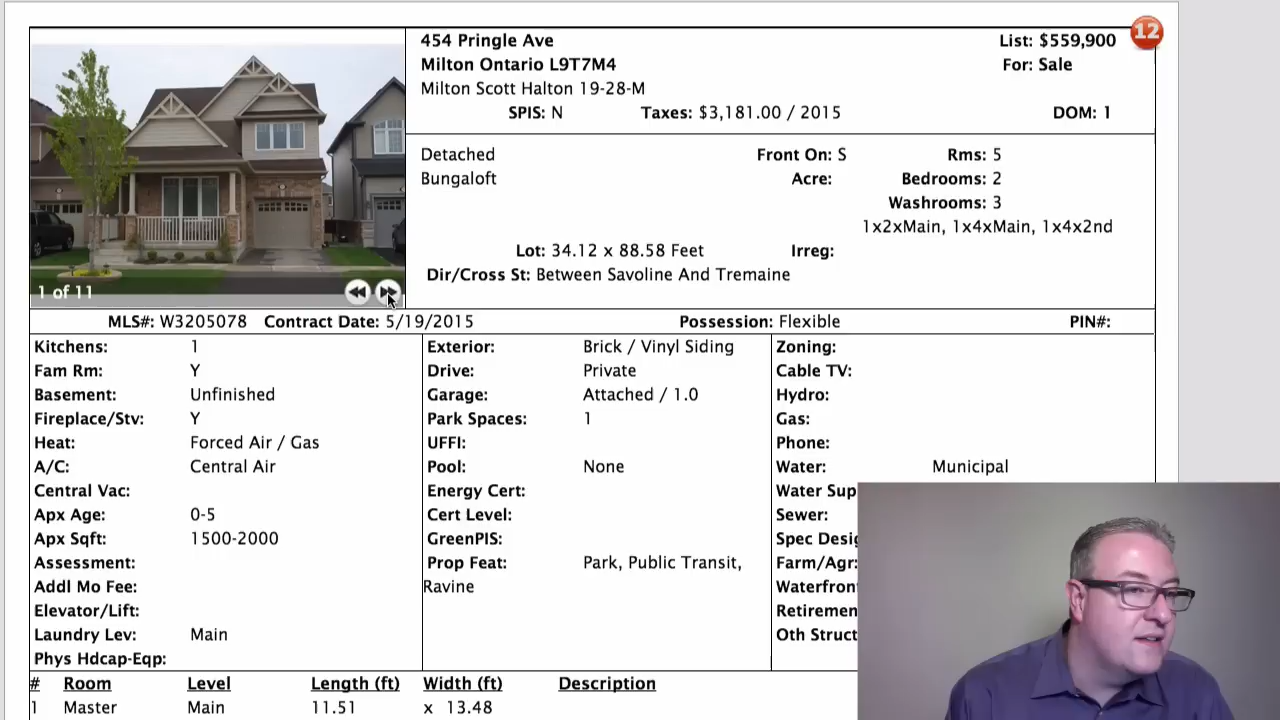 454 Pringle Ave List: $559,900 12
Milton Ontario L9T7M4 For: Sale
Milton Scott Halton 19-28-M
SPIS: N Taxes: $3,181.00 / 2015 DOM: 1
Detached Front On: S Rms: 5
Bungaloft Acre: Bedrooms: 2
Washrooms: 3
1x2xMain, 1x4xMain, 1x4x2nd
Lot: 34.12 x 88.58 Feet Irreg:
Dir/Cross St: Between Savoline And Tremaine
1 of 11
MLS#: W3205078 Contract Date: 5/19/2015 Possession: Flexible PIN#:
Kitchens: 1 Exterior: Brick / Vinyl Siding Zoning:
Fam Rm: Y Drive: Private Cable TV:
Basement: Unfinished Garage: Attached / 1.0 Hydro:
Fireplace/Stv: Y Park Spaces: 1 Gas:
Heat: Forced Air / Gas UFFI: Phone:
A/C: Central Air Pool: None Water: Municipal
Central Vac: Energy Cert: Water Sup
Apx Age: 0-5 Cert Level: Sewer:
Apx Sqft: 1500-2000 GreenPIS: Spec Desig
Assessment: Prop Feat: Park, Public Transit, Farm/Agr:
Addl Mo Fee: Ravine Waterfron
Elevator/Lift: Retiremen
Laundry Lev: Main Oth Struct
Phys Hdcap-Eqp:
# Room Level Length (ft) Width (ft) Description
1 Master Main 11.51 x 13.48